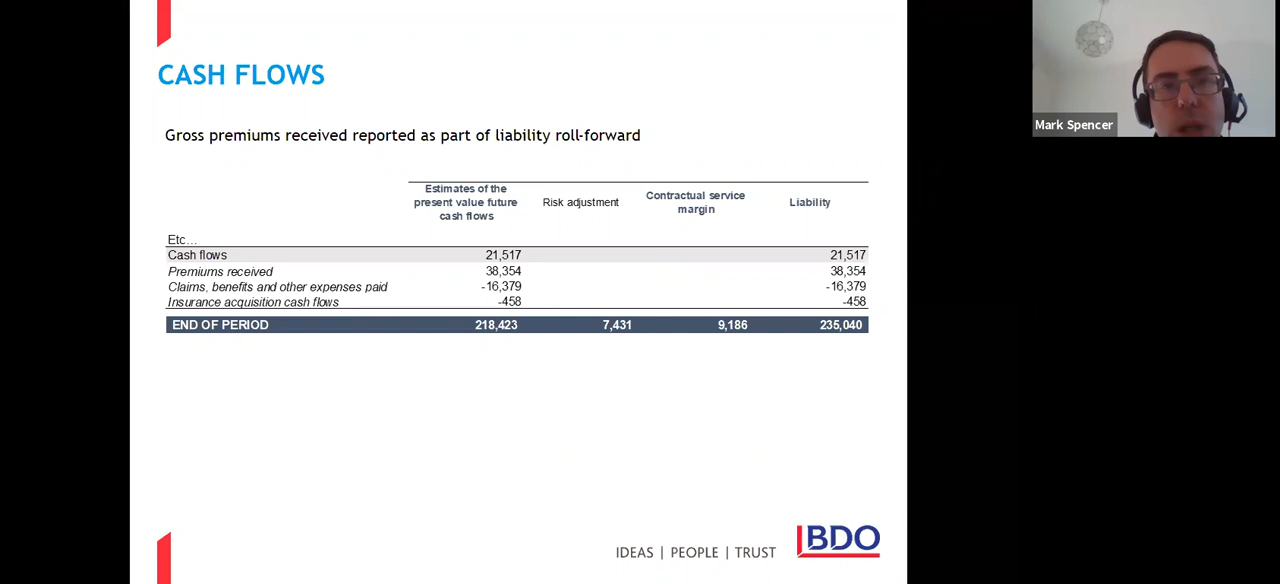 CASH FLOWS
Mark Spencer
Gross premiums received reported as part of liability roll-forward
Estimates of the
present value future
cash flows
Risk adjustment
Contractual service
margin
Liability
Etc...
Cash flows 21,517 21,517
Premiums received 38,354 38,354
Claims, benefits and other expenses paid -16,379 -16,379
Insurance acquisition cash flows -458 -458
END OF PERIOD 218,423 7,431 9,186 235,040
IDEAS | PEOPLE | TRUST
BDO